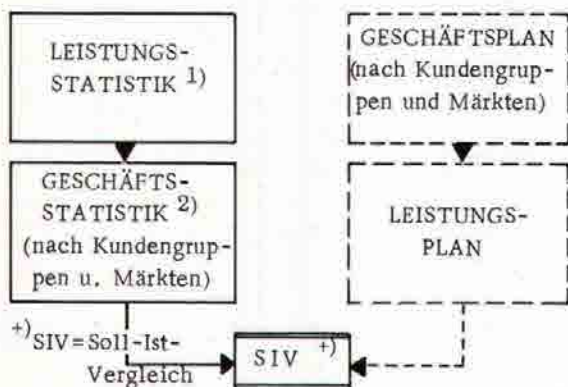 LEISTUNGS-
STATISTIK 1)
GESCHÄFTS-
STATISTIK 2)
(nach Kundengrup-
pen u. Märkten)
GESCHÄFTSPLAN
(nach Kundengrup-
pen und Märkten)
LEISTUNGS-
PLAN
+)SIV=Soll-Ist-
Vergleich
SIV +)